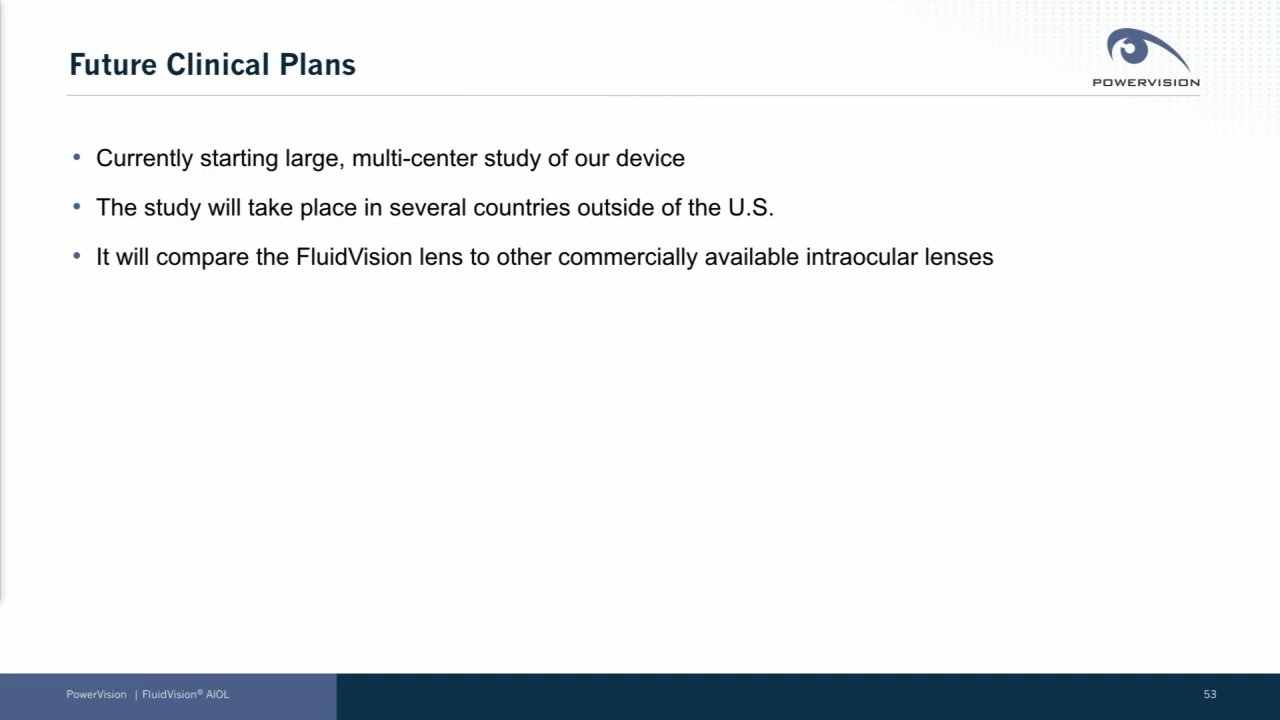 Future Clinical Plans
POWERVISION
• Currently starting large, multi-center study of our device
• The study will take place in several countries outside of the U.S.
• It will compare the FluidVision lens to other commercially available intraocular lenses
PowerVision | FluidVision® AIOL
53